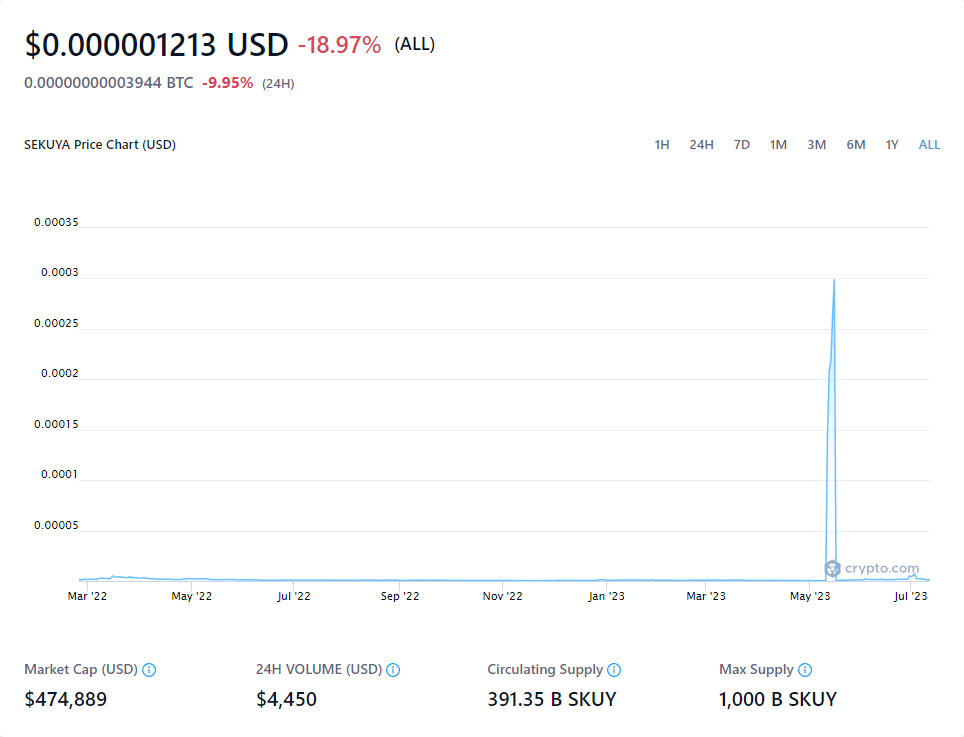 $0.000001213 USD -18.97% (ALL)
0.00000000003944 BTC -9.95% (24H)
SEKUYA Price Chart (USD) 1H 24H 7D 1M 3M 6M 1Y ALL
0.00035
0.0003
0.00025
0.0002
0.00015
0.0001
0.00005
crypto.com
Mar '22 May '22 Jul '22 Sep '22 Nov '22 Jan '23 Mar '23 May '23 Jul '23
Market Cap (USD) 24H VOLUME (USD) Circulating Supply Max Supply
$474,889 $4,450 391.35 B SKUY 1,000 B SKUY